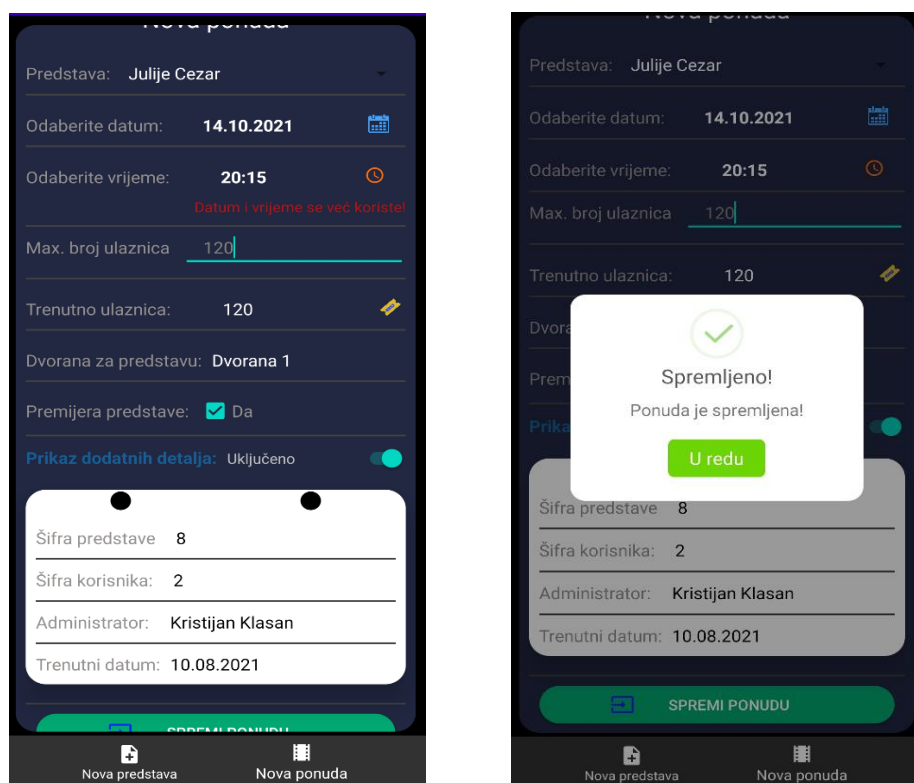 Nova ponuda
Predstava: Julije Cezar
Odaberite datum: 14.10.2021
Odaberite vrijeme: 20:15
Datum i vrijeme se već koriste!
Max. broj ulaznica 120
Trenutno ulaznica: 120
Dvorana za predstavu: Dvorana 1
Premijera predstave: Da
Prikaz dodatnih detalja: Uključeno
Šifra predstave 8
Šifra korisnika: 2
Administrator: Kristijan Klasan
Trenutni datum: 10.08.2021
SPREMI PONUDU
Nova predstava Nova ponuda
Nova ponuda
Predstava: Julije Cezar
Odaberite datum: 14.10.2021
Odaberite vrijeme: 20:15
Max. broj ulaznica 120
Trenutno ulaznica: 120
Dvora
Prem
Prika
Spremljeno!
Ponuda je spremljena!
U redu
Šifra predstave 8
Šifra korisnika: 2
Administrator: Kristijan Klasan
Trenutni datum: 10.08.2021
SPREMI PONUDU
Nova predstava Nova ponuda